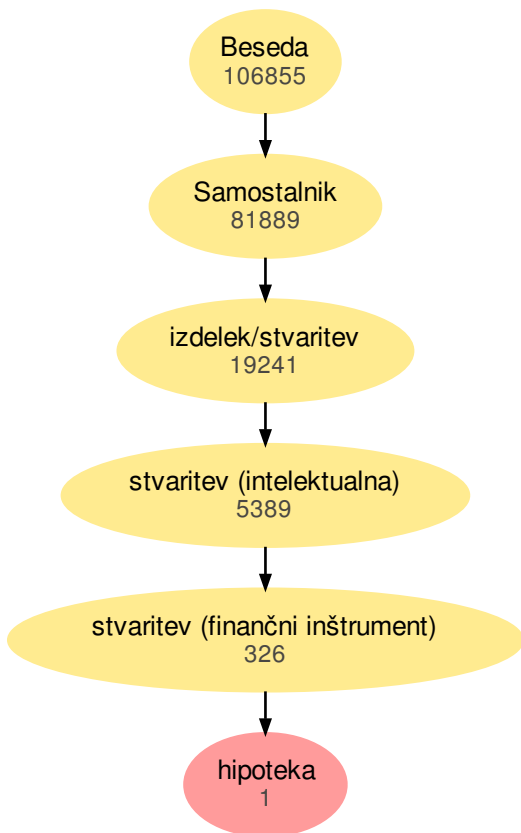 Beseda
106855
Samostalnik
81889
izdelek/stvaritev
19241
stvaritev (intelektualna)
5389
stvaritev (finančni inštrument)
326
hipoteka
1